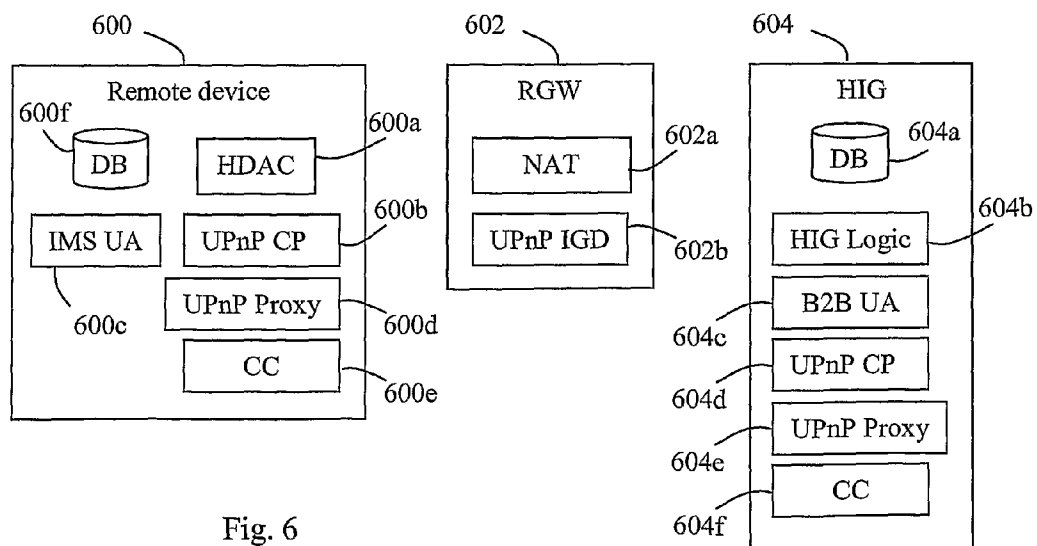 600
602
604
Remote device
600f
DB
HDAC
600a
IMS UA
UPnP CP
600b
600c
UPnP Proxy
600d
CC
600e
RGW
NAT
602a
UPnP IGD
602b
HIG
DB
604a
604b
HIG Logic
B2B UA
604c
UPnP CP
604d
UPnP Proxy
604e
CC
604f
Fig. 6